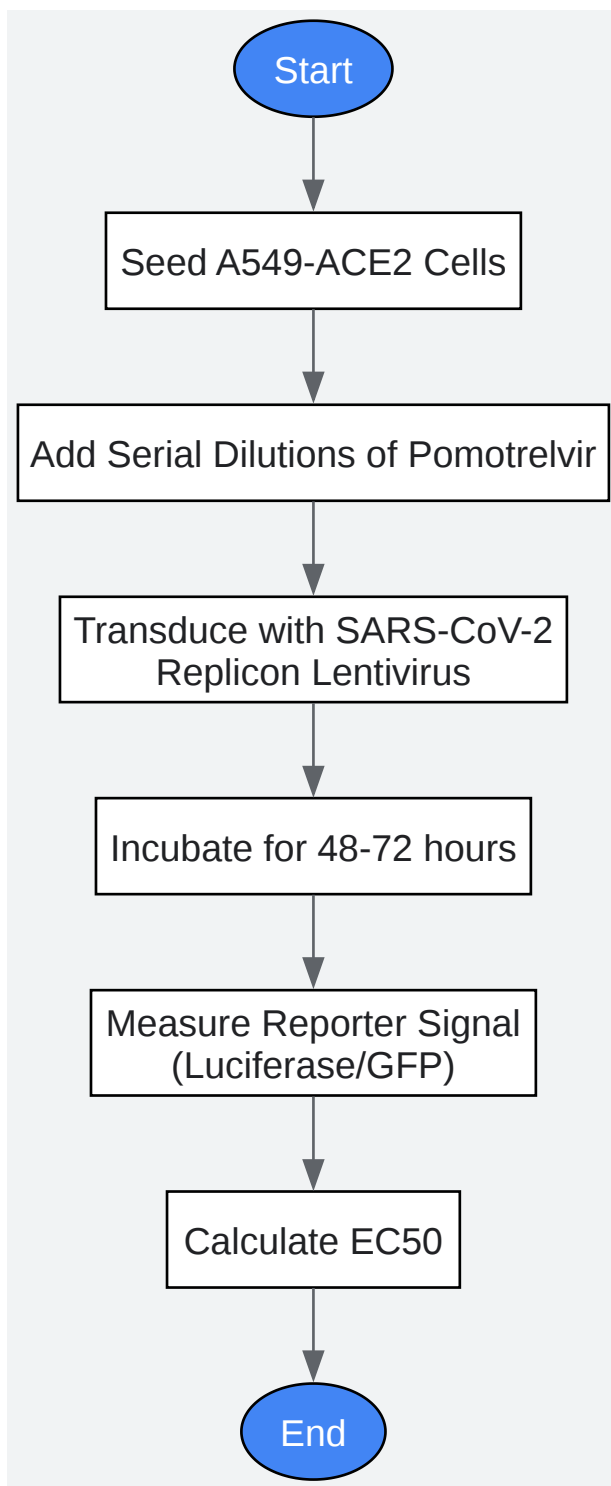 Start
Seed A549-ACE2 Cells
Add Serial Dilutions of Pomotrelvir
Transduce with SARS-CoV-2
Replicon Lentivirus
Incubate for 48-72 hours
Measure Reporter Signal
(Luciferase/GFP)
Calculate EC50
End